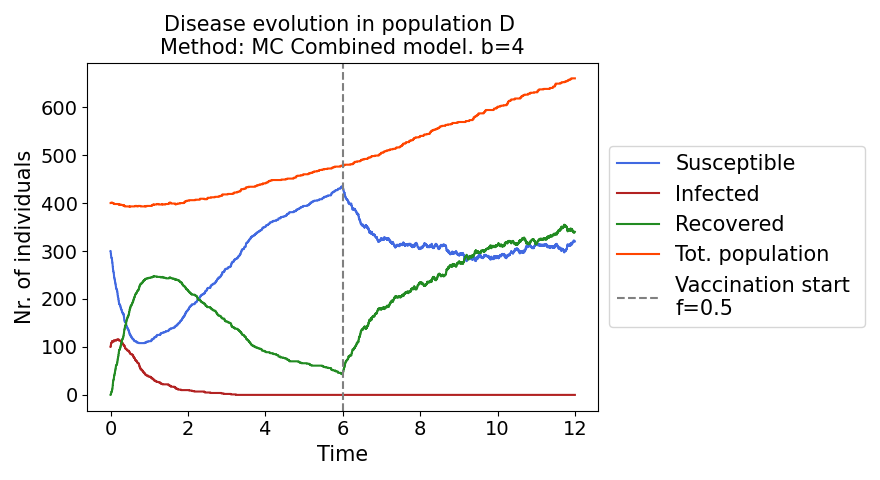 Disease evolution in population D
Method: MC Combined model. b=4
Nr. of individuals
600
500
400
300
200
100
0
0 2 4 6 8 10 12
Time
Susceptible
Infected
Recovered
Tot. population
Vaccination start
f=0.5